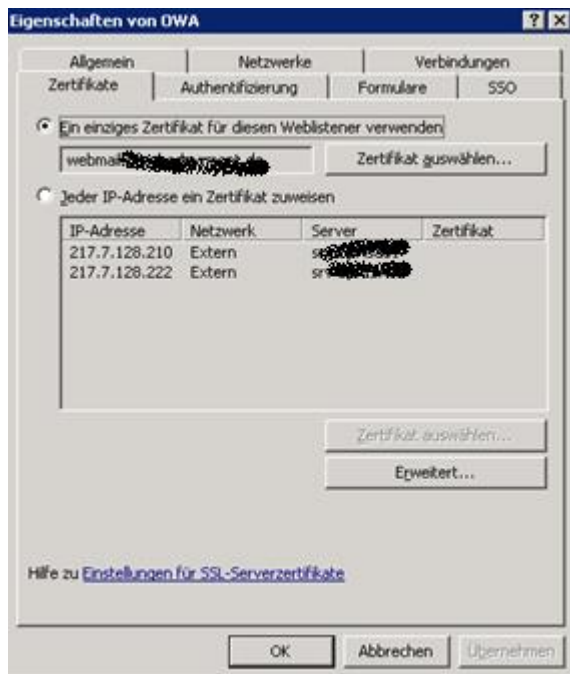 Eigenschaften von OWA
Allgemein Netzwerke Verbindungen
Zertifikate Authentifizierung Formulare SSO
Ein einziges Zertifikat für diesen Weblistener verwenden
Zertifikat auswählen...
Jeder IP-Adresse ein Zertifikat zuweisen
IP-Adresse Netzwerk Server Zertifikat
217.7.128.210 Extern
217.7.128.222 Extern
Zertifikat auswählen...
Erweitert...
Hilfe zu Einstellungen für SSL-Serverzertifikate
OK Abbrechen Übernehmen